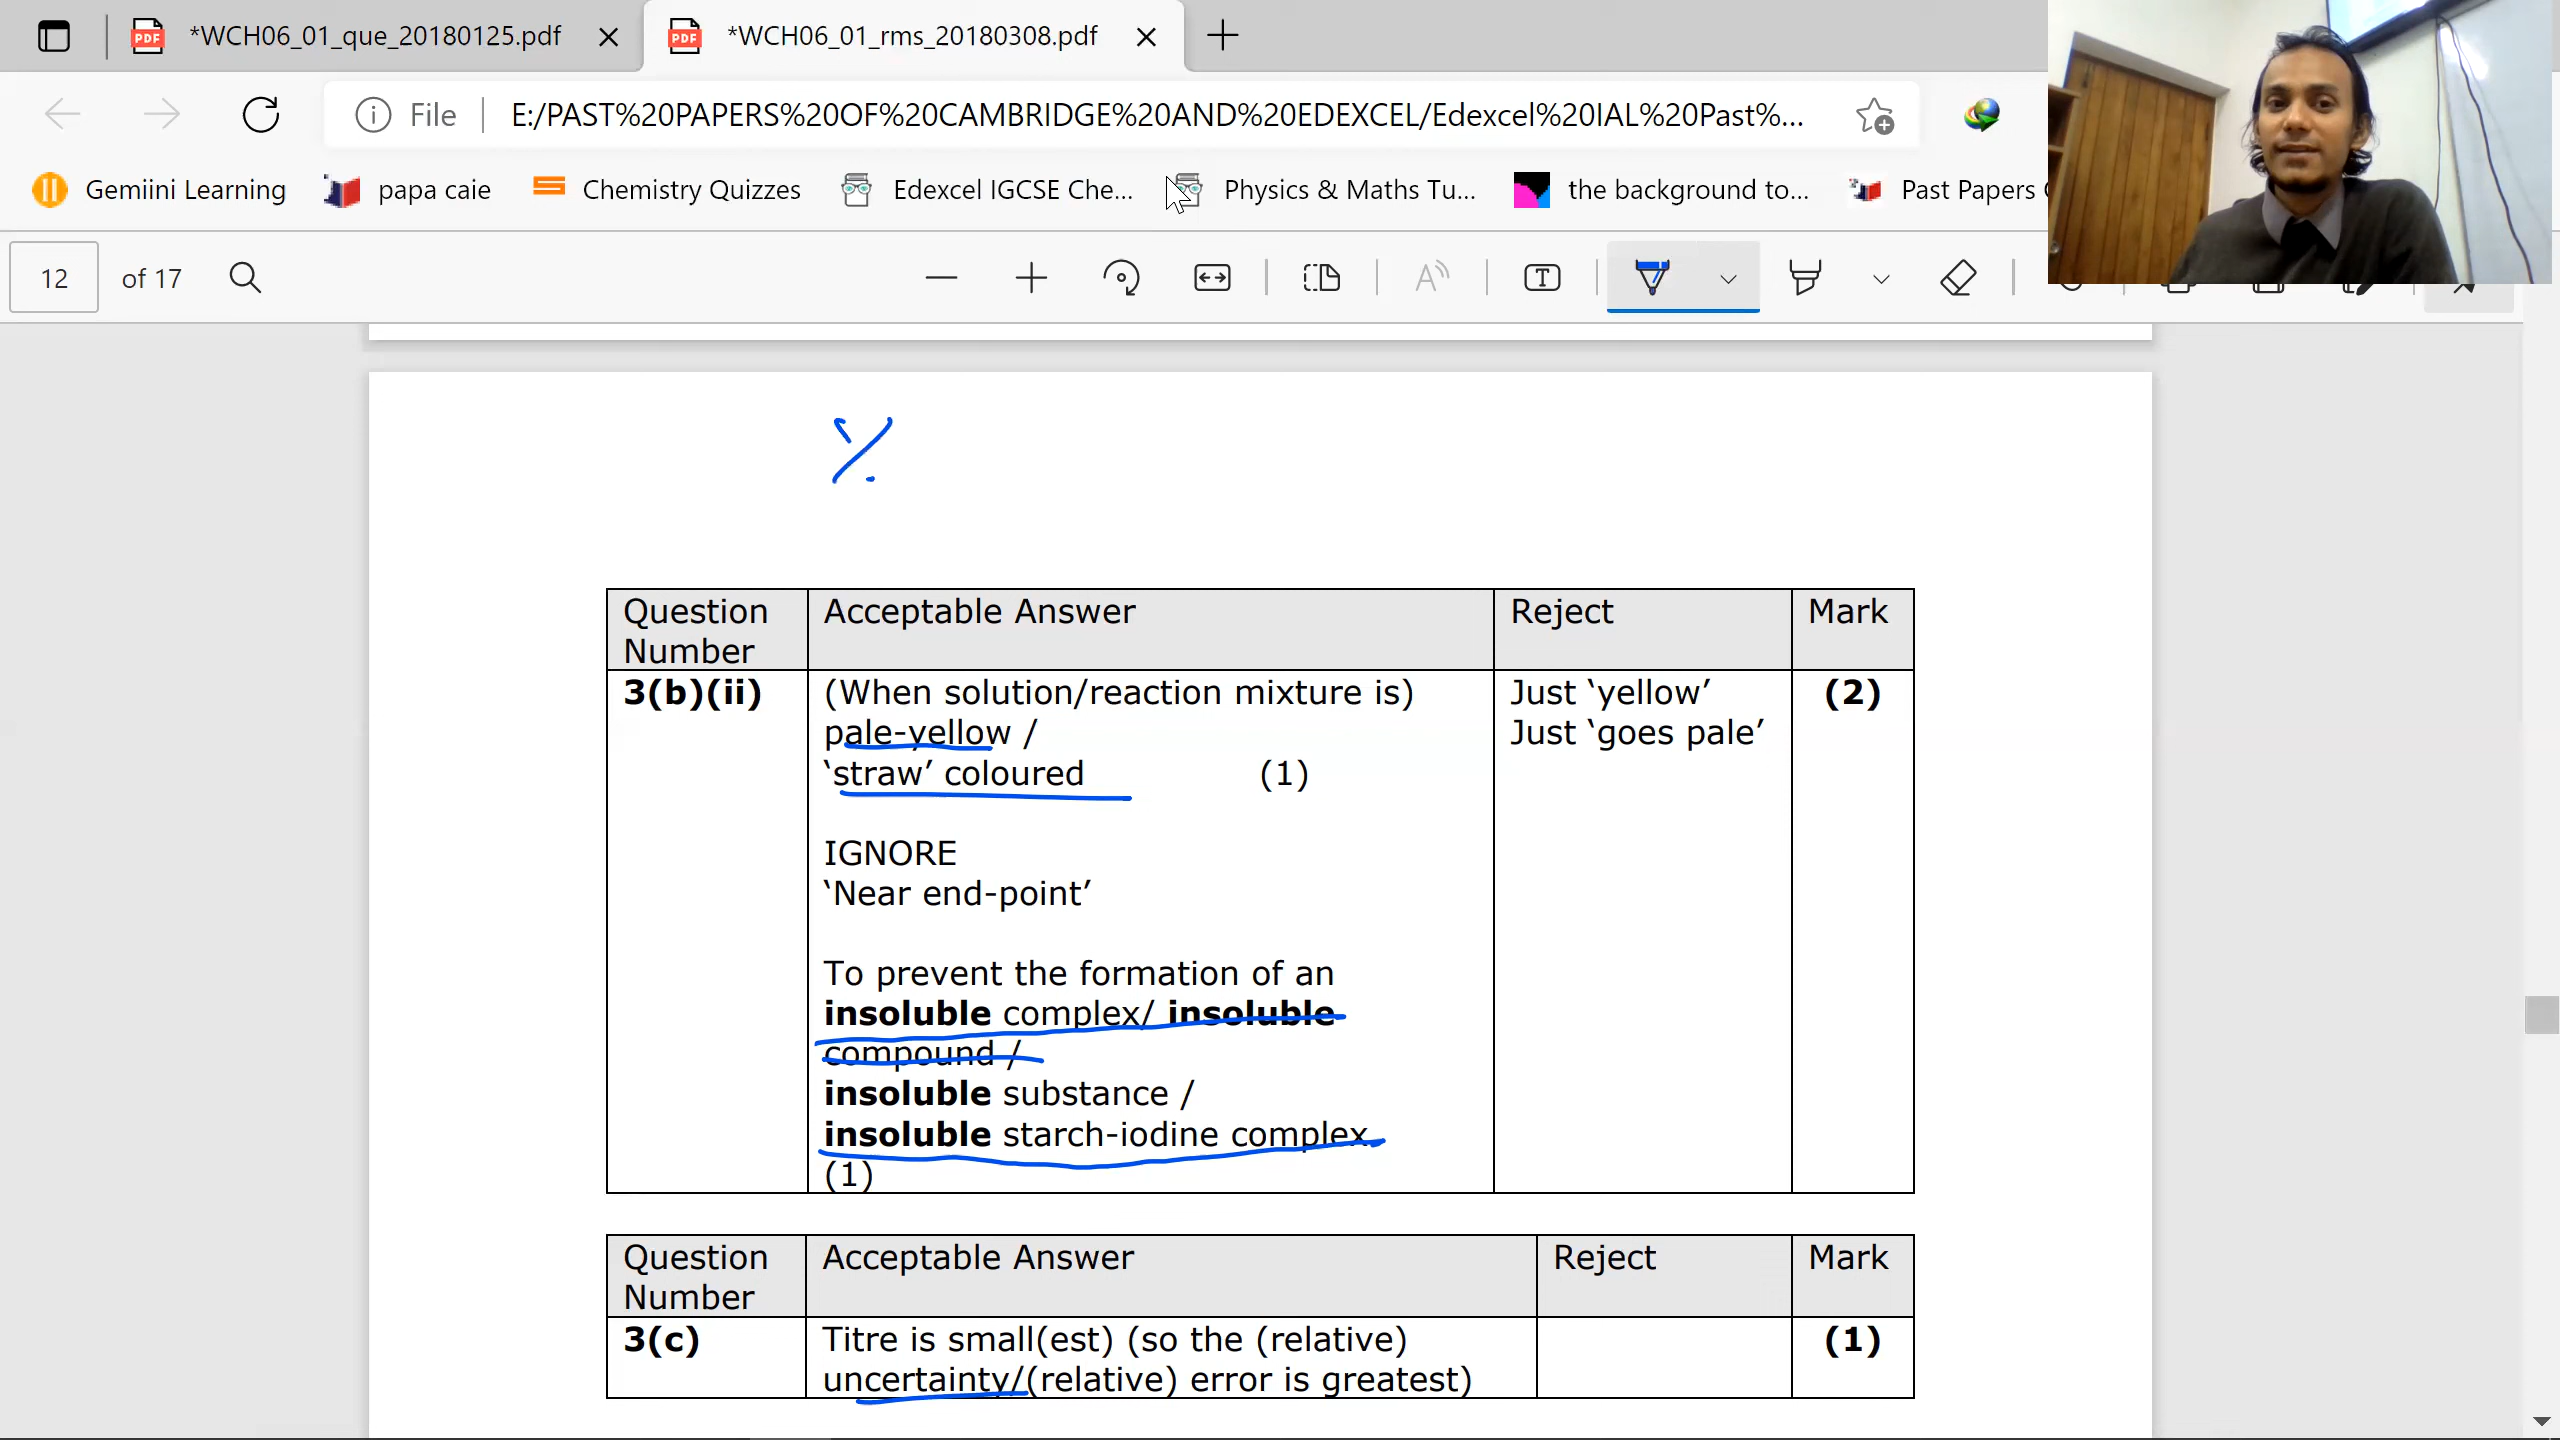 *WCH06_01_que_20180125.pdf
*WCH06_01_rms_20180308.pdf
File
E:/PAST%20PAPERS%20OF%20CAMBRIDGE%20AND%20EDEXCEL/Edexcel%20IAL%20Past%...
Gemiini Learning
papa caie
Chemistry Quizzes
Edexcel IGCSE Che...
Physics & Maths Tu...
the background to...
Past Papers
12 of 17
%
Question Number
Acceptable Answer
Reject
Mark
3(b)(ii)
(When solution/reaction mixture is)
pale-yellow /
‘straw’ coloured (1)
IGNORE
‘Near end-point’
To prevent the formation of an
insoluble complex/ insoluble
compound /
insoluble substance /
insoluble starch-iodine complex
(1)
Just ‘yellow’
Just ‘goes pale’
(2)
Question Number
Acceptable Answer
Reject
Mark
3(c)
Titre is small(est) (so the (relative)
uncertainty/(relative) error is greatest)
(1)